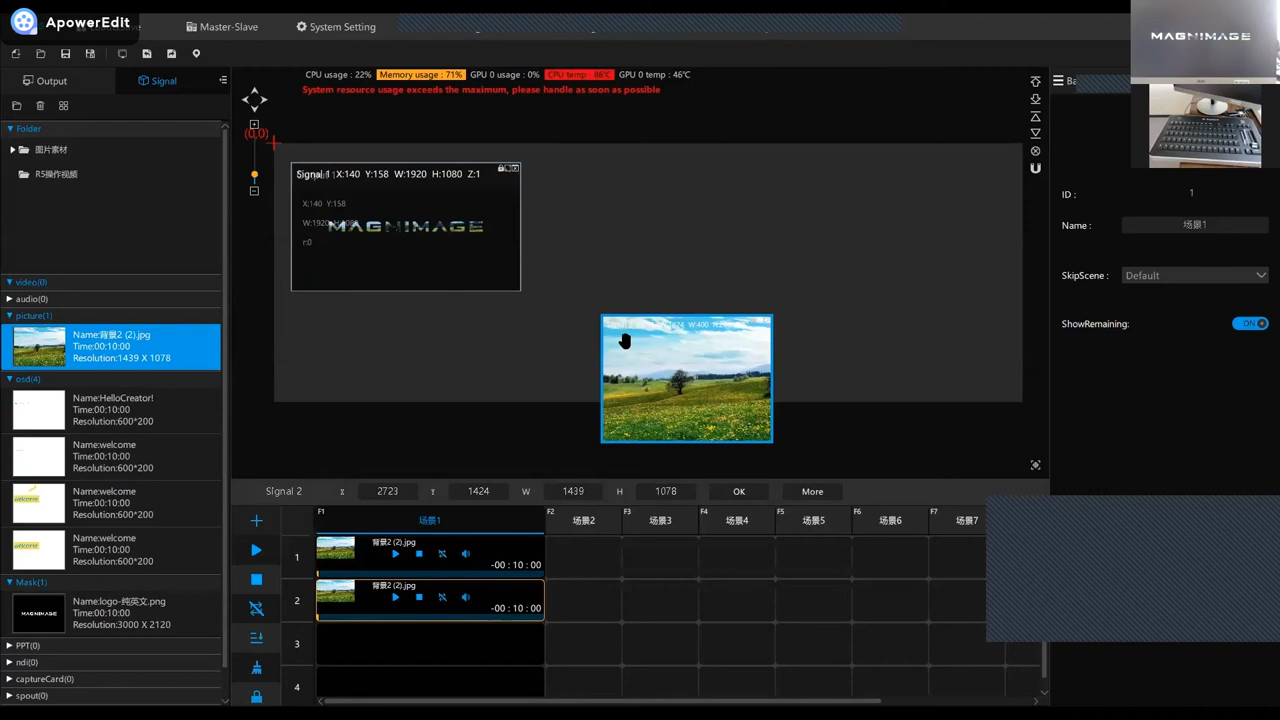 ApowerEdit
Master-Slave
System Setting
MAGNIMAGE
Output
Signal
CPU usage : 22% Memory usage : 71% GPU 0 usage : 0% CPU temp : 86℃ GPU 0 temp : 46℃
System resource usage exceeds the maximum, please handle as soon as possible
(0,0)
Folder
图片素材
R5操作视频
Signal 1 X:140 Y:158 W:1920 H:1080 Z:1
X:140 Y:158
W:1920
r:0
MAGNIMAGE
ID : 1
Name : 场景1
SkipScene : Default
ShowRemaining: ON
video(0)
audio(0)
picture(1)
Name:背景2 (2).jpg
Time:00:10:00
Resolution:1439 X 1078
osd(4)
Name:HelloCreator!
Time:00:10:00
Resolution:600*200
Name:welcome
Time:00:10:00
Resolution:600*200
welcome
Name:welcome
Time:00:10:00
Resolution:600*200
welcome
Name:welcome
Time:00:10:00
Resolution:600*200
Mask(1)
MAGNIMAGE
Name:logo-纯英文.png
Time:00:10:00
Resolution:3000 X 2120
PPT(0)
ndi(0)
captureCard(0)
spout(0)
Signal 2 X 2723 Y 1424 W 1439 H 1078 OK More
F1 场景1 F2 场景2 F3 场景3 F4 场景4 F5 场景5 F6 场景6 F7 场景7
1 背景2 (2).jpg
-00 : 10 : 00
2 背景2 (2).jpg
-00 : 10 : 00
3
4